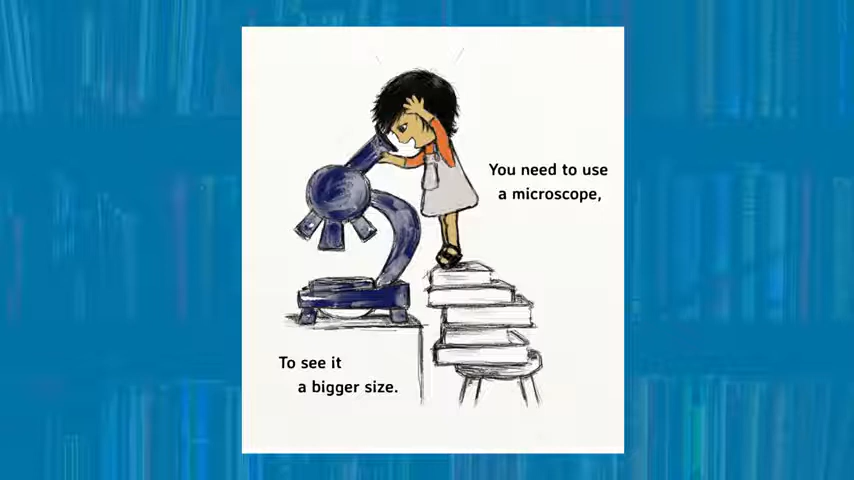 You need to use
a microscope,
To see it
a bigger size.